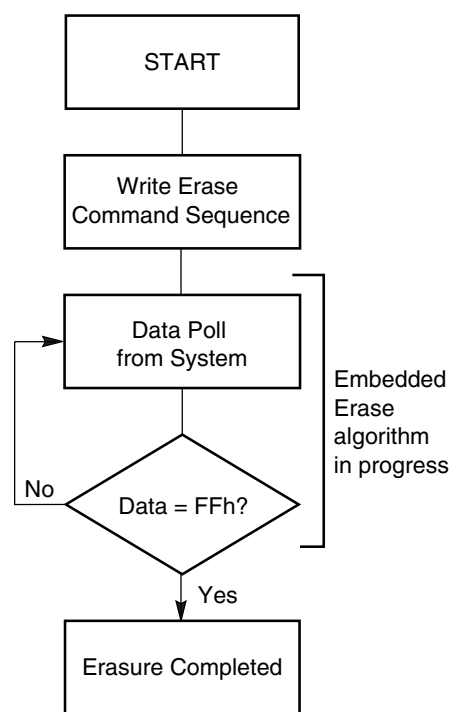 START
Write Erase
Command Sequence
Data Poll
from System
Embedded
Erase
algorithm
in progress
No
Data = FFh?
Yes
Erasure Completed